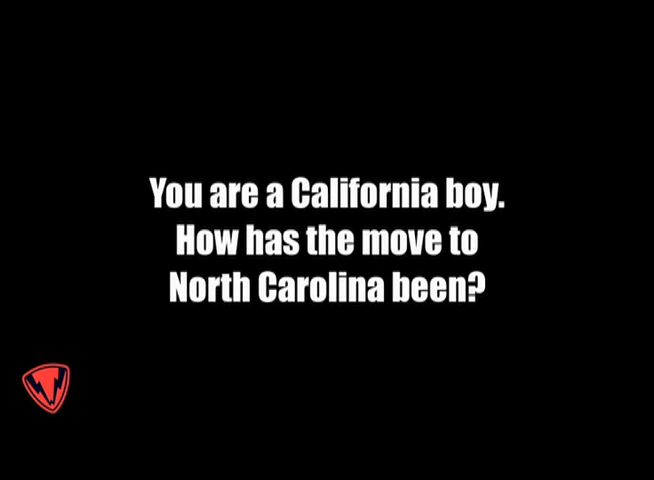 You are a California boy.
How has the move to
North Carolina been?